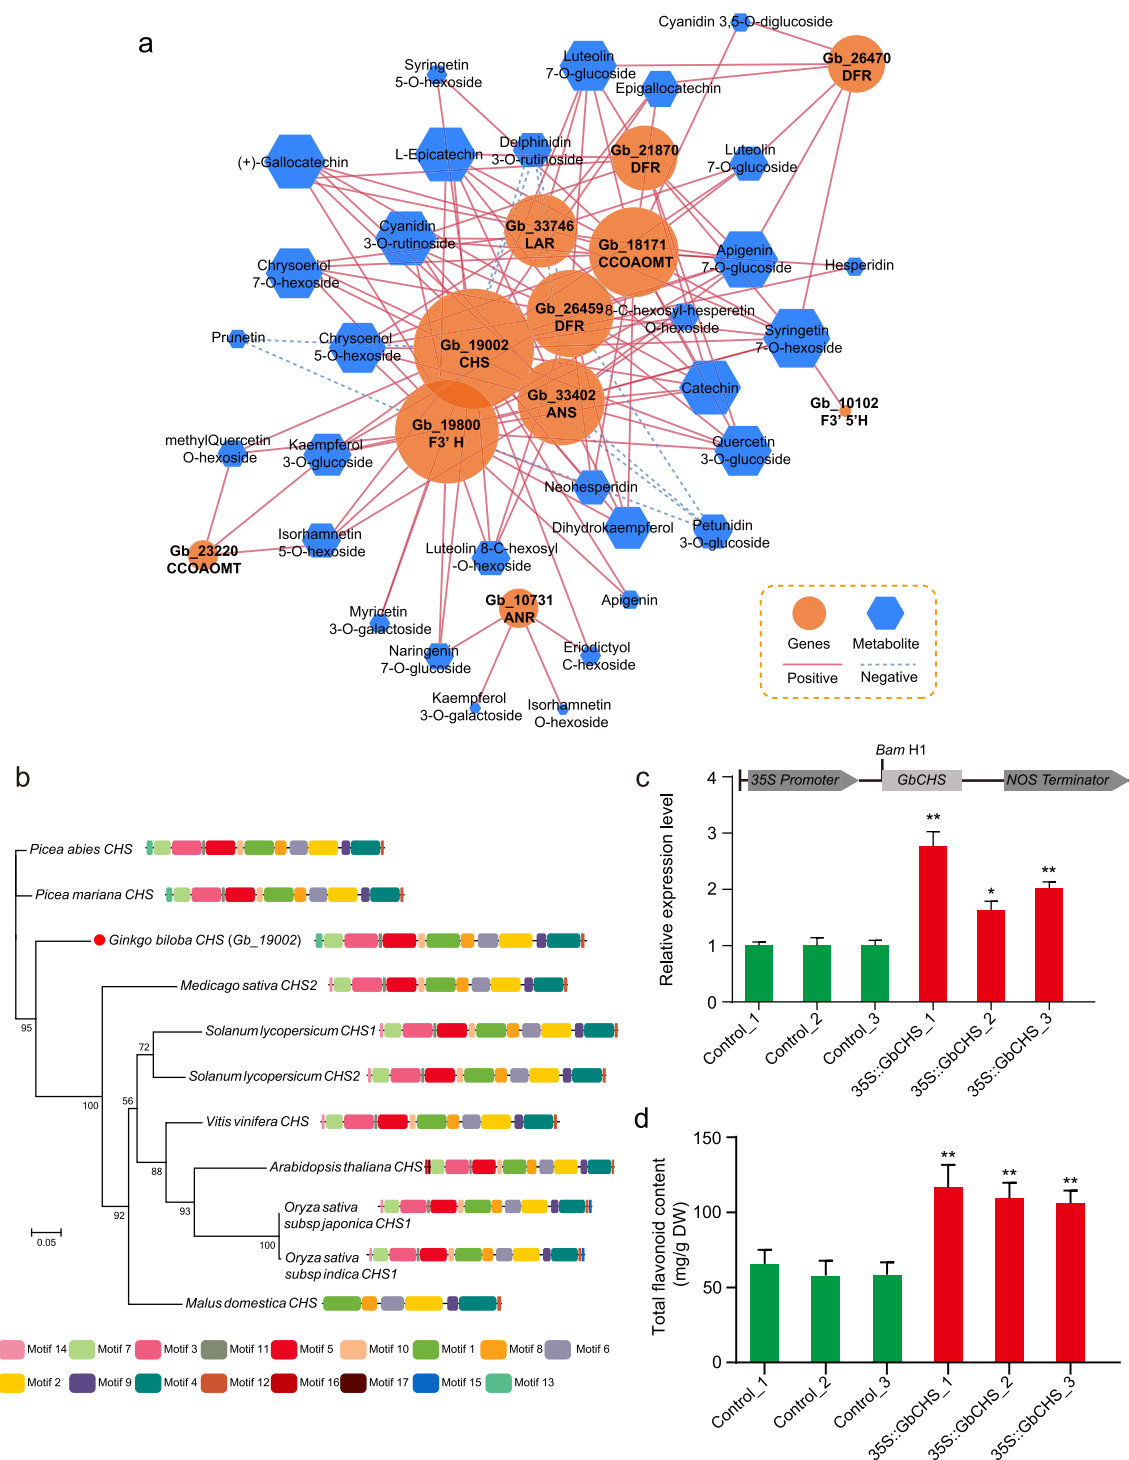 a
Cyanidin 3,5-O-diglucoside
Gb_26470
DFR
Luteolin
7-O-glucoside
Syringetin
5-O-hexoside
Epigallocatechin
Delphinidin
3-O-rutinoside
Gb_21870
DFR
Luteolin
7-O-glucoside
L-Epicatechin
(+)-Gallocatechin
Cyanidin
3-O-rutinoside
Gb_33746
LAR
Gb_18171
CCOAOMT
Apigenin
7-O-glucoside
Hesperidin
Chrysoeriol
7-O-hexoside
Gb_26459
DFR
8-C-hexosyl-hesperetin
O-hexoside
Syringetin
7-O-hexoside
Prunetin
Chrysoeriol
5-O-hexoside
Gb_19002
CHS
Catechin
Gb_33402
ANS
Gb_10102
F3' 5'H
Gb_19800
F3' H
methylQuercetin
O-hexoside
Kaempferol
3-O-glucoside
Quercetin
3-O-glucoside
Neohesperidin
Dihydrokaempferol
Petunidin
3-O-glucoside
Isorhamnetin
5-O-hexoside
Gb_23220
CCOAOMT
Luteolin 8-C-hexosyl
-O-hexoside
Gb_10731
ANR
Apigenin
Myricetin
3-O-galactoside
Naringenin
7-O-glucoside
Eriodictyol
C-hexoside
Kaempferol
3-O-galactoside
Isorhamnetin
O-hexoside
Genes
Metabolite
Positive
Negative
b
Picea abies CHS
Picea mariana CHS
Ginkgo biloba CHS (Gb_19002)
Medicago sativa CHS2
Solanum lycopersicum CHS1
Solanum lycopersicum CHS2
Vitis vinifera CHS
Arabidopsis thaliana CHS
Oryza sativa
subsp japonica CHS1
Oryza sativa
subsp indica CHS1
Malus domestica CHS
95
100
72
56
88
93
100
92
0.05
Motif 14 Motif 7 Motif 3 Motif 11 Motif 5 Motif 10 Motif 1 Motif 8 Motif 6
Motif 2 Motif 9 Motif 4 Motif 12 Motif 16 Motif 17 Motif 15 Motif 13
c
Bam H1
35S Promoter GbCHS NOS Terminator
Relative expression level
4
3
2
1
0
**
*
**
Control_1
Control_2
Control_3
35S::GbCHS_1
35S::GbCHS_2
35S::GbCHS_3
d
Total flavonoid content
(mg/g DW)
150
100
50
0
**
**
**
Control_1
Control_2
Control_3
35S::GbCHS_1
35S::GbCHS_2
35S::GbCHS_3